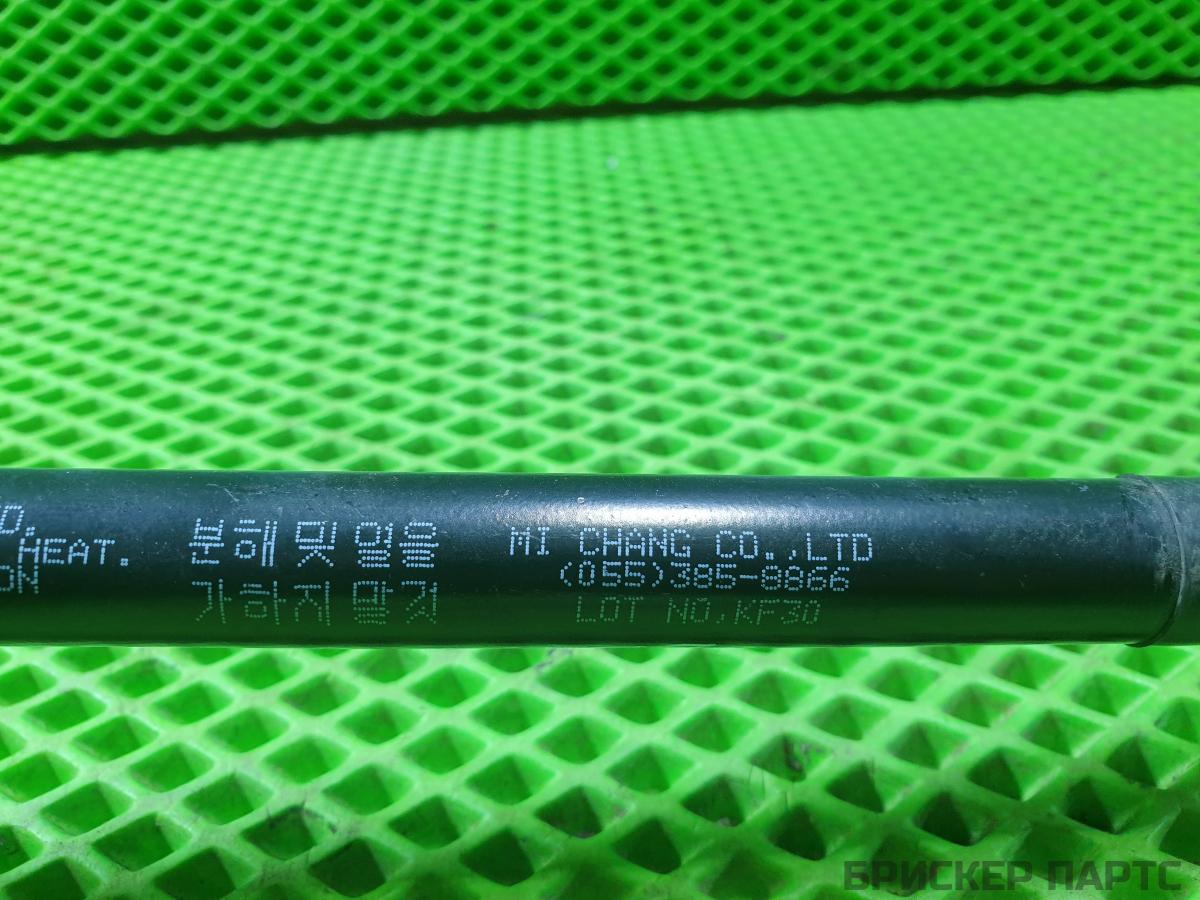 HEAT.
ON
분해 및 열을
가하지 말 것
MI CHANG CO.,LTD
(055)385-8866
LOT NO.KF30
БРИСКЕР ПАРТС